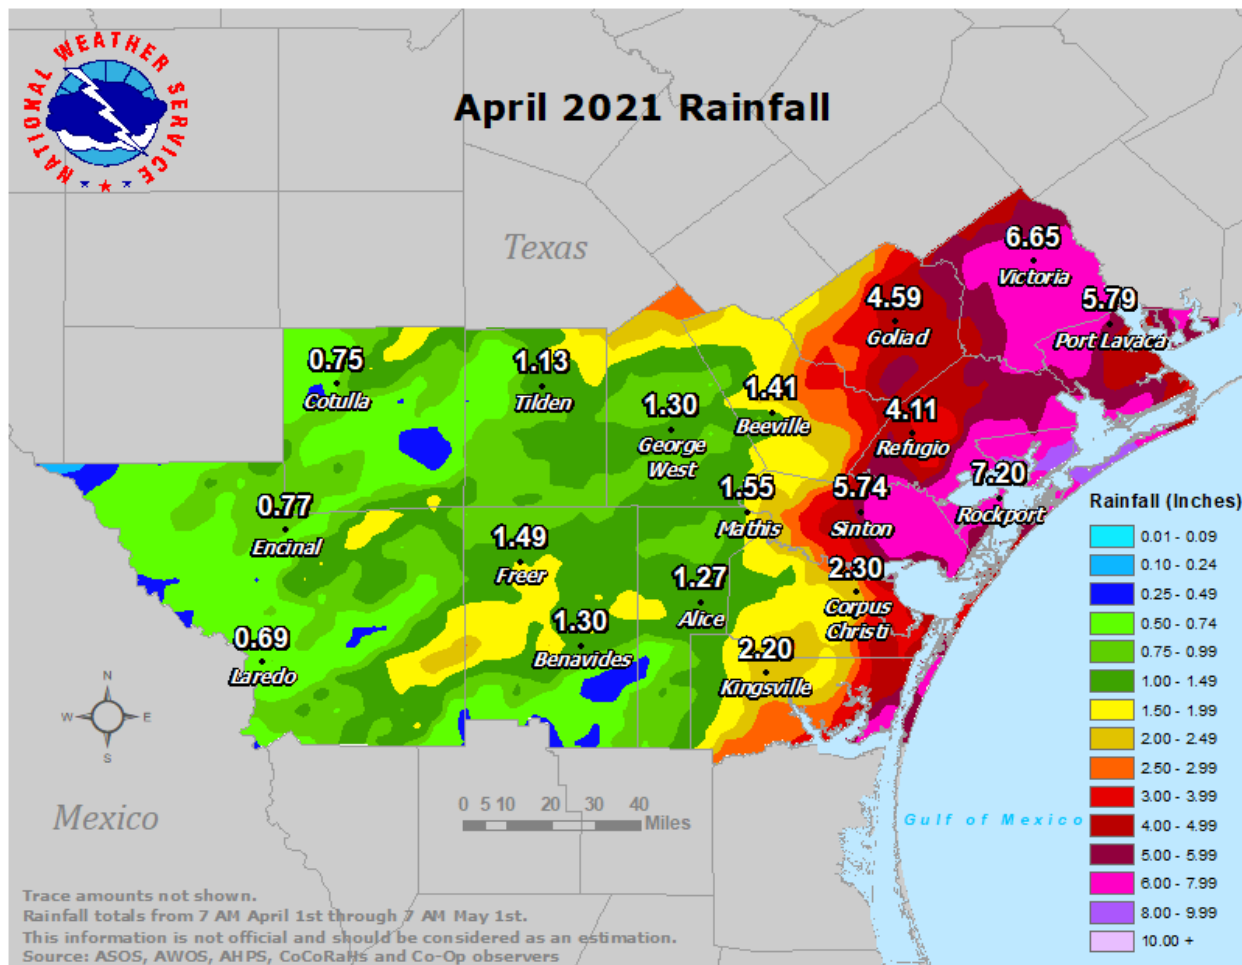 NATIONAL WEATHER SERVICE
April 2021 Rainfall
Texas
6.65
Victoria
5.79
Port Lavaca
4.59
Goliad
0.75
Cotulla
1.13
Tilden
1.30
George
West
1.41
Beeville
4.11
Refugio
7.20
Rockport
0.77
Encinal
1.49
Freer
1.55
Mathis
5.74
Sinton
2.30
Corpus
Christi
1.27
Alice
0.69
Laredo
1.30
Benavides
2.20
Kingsville
Rainfall (Inches)
0.01 - 0.09
0.10 - 0.24
0.25 - 0.49
0.50 - 0.74
0.75 - 0.99
1.00 - 1.49
1.50 - 1.99
2.00 - 2.49
2.50 - 2.99
3.00 - 3.99
4.00 - 4.99
5.00 - 5.99
6.00 - 7.99
8.00 - 9.99
10.00 +
N
W E
S
Mexico
0 5 10 20 30 40
Miles
Gulf of Mexico
Trace amounts not shown.
Rainfall totals from 7 AM April 1st through 7 AM May 1st.
This information is not official and should be considered as an estimation.
Source: ASOS, AWOS, AHPS, CoCoRaHs and Co-Op observers